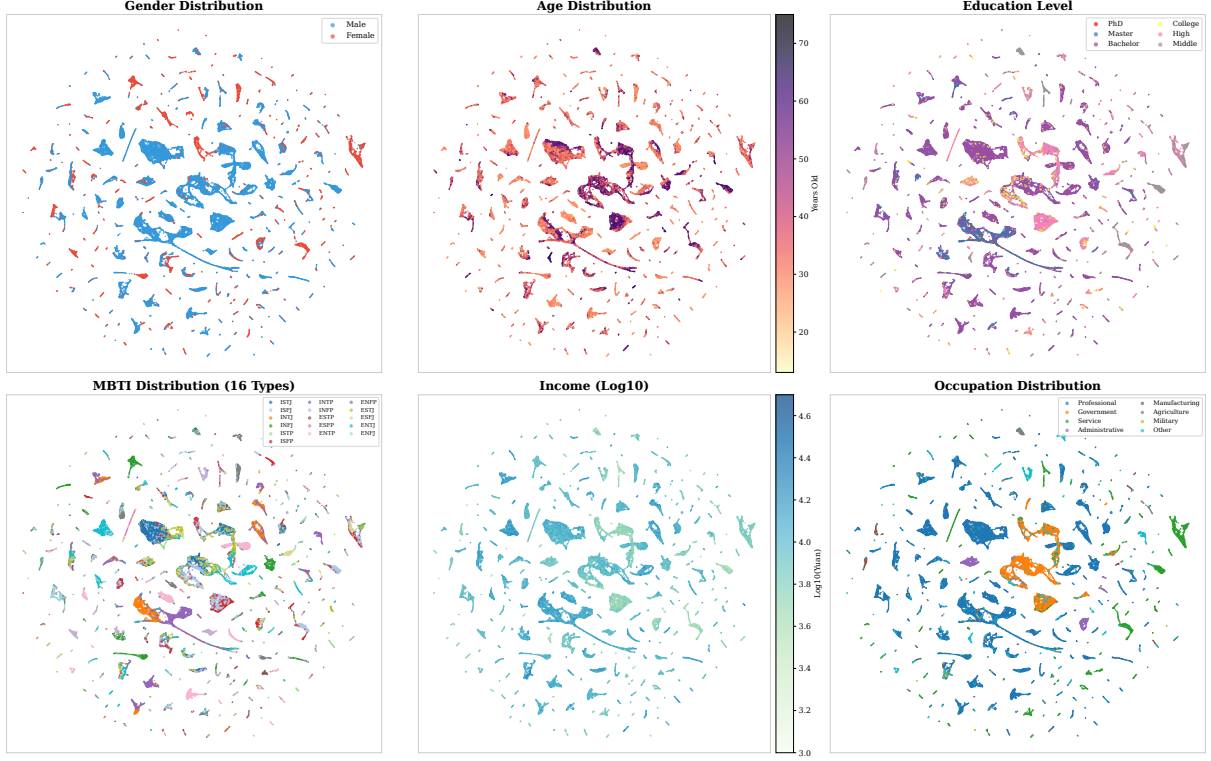 Gender Distribution
Male
Female
Age Distribution
70
60
50
40
30
20
Years Old
Education Level
PhD College
Master High
Bachelor Middle
MBTI Distribution (16 Types)
ISTJ INTP ENFP
ISFJ INFP ESTJ
INTJ ESTP ESFJ
INFJ ESFP ENTJ
ISTP ENTP ENFJ
ISFP
Income (Log10)
4.6
4.4
4.2
4.0
3.8
3.6
3.4
3.2
3.0
Log10(Yuan)
Occupation Distribution
Professional Manufacturing
Government Agriculture
Service Military
Administrative Other